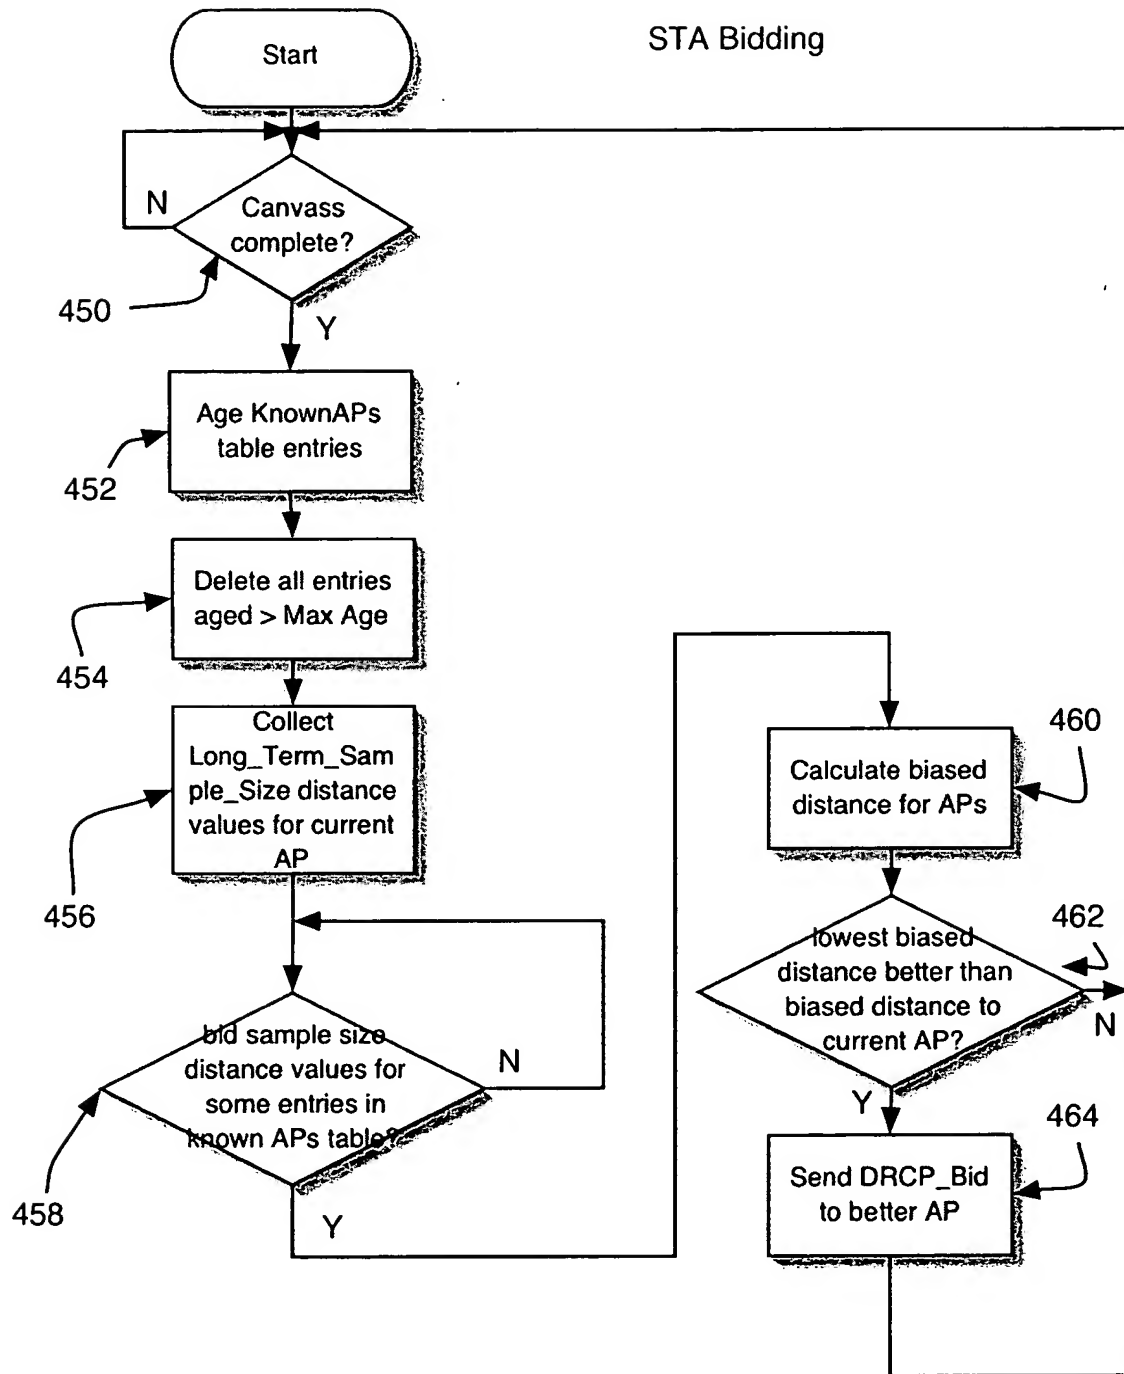 Start
STA Bidding
N
Canvass
complete?
450
Y
Age KnownAPs
table entries
452
Delete all entries
aged > Max Age
454
Collect
Long_Term_Sam
ple_Size distance
values for current
AP
456
bid sample size
distance values for
some entries in
known APs table?
N
458
Y
460
Calculate biased
distance for APs
462
lowest biased
distance better than
biased distance to
current AP?
N
Y
464
Send DRCP_Bid
to better AP